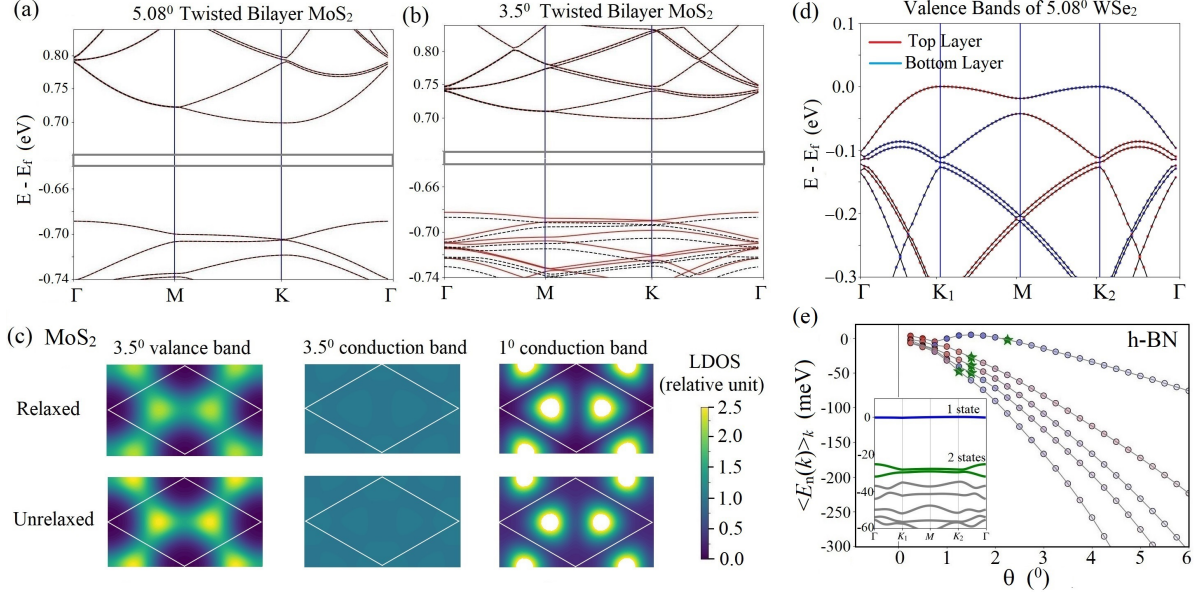 (a) 5.08⁰ Twisted Bilayer MoS₂
E - E_f (eV)
0.80
0.75
0.70
-0.66
-0.70
-0.74
Γ M K Γ
(b) 3.5⁰ Twisted Bilayer MoS₂
0.80
0.75
0.70
-0.66
-0.70
-0.74
Γ M K Γ
(c) MoS₂
3.5⁰ valance band 3.5⁰ conduction band 1⁰ conduction band
Relaxed
Unrelaxed
LDOS
(relative unit)
2.5
2.0
1.5
1.0
0.5
0.0
(d) Valence Bands of 5.08⁰ WSe₂
Top Layer
Bottom Layer
E - E_f (eV)
0.1
0.0
−0.1
−0.2
−0.3
Γ K₁ M K₂ Γ
(e)
h-BN
<E_n(k)>_k (meV)
0
-50
-100
-150
-200
-250
-300
0 1 2 3 4 5 6
θ (⁰)
1 state
2 states
0
-20
-40
-60
Γ K₁ M K₂ Γ